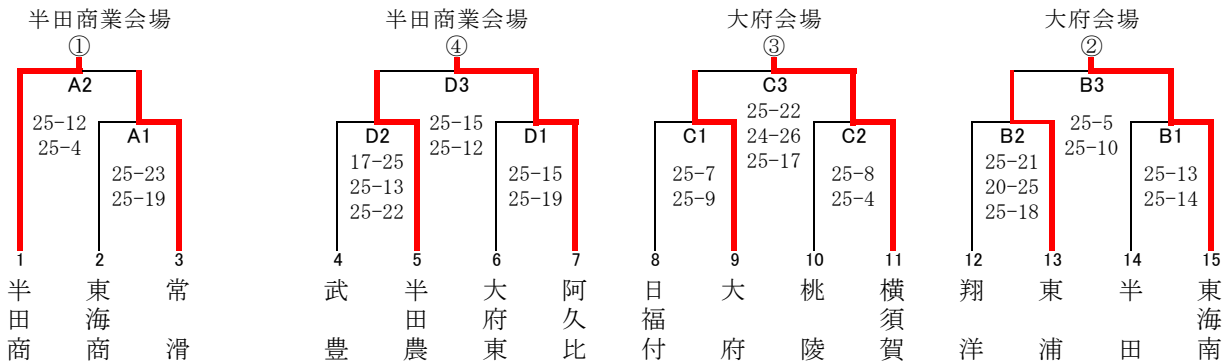 半田商業会場 半田商業会場 大府会場 大府会場
① ④ ③ ②
A2 D3 C3 B3
25-12
25-4
A1
25-23
25-19
25-15
25-12
D2
17-25
25-13
25-22
D1
25-15
25-19
25-22
24-26
25-17
C1
25-7
25-9
C2
25-8
25-4
25-5
25-10
B2
25-21
20-25
25-18
B1
25-13
25-14
1 2 3 4 5 6 7 8 9 10 11 12 13 14 15
半田商
東海商
常滑
武豊
半田農
大府東
阿久比
日福付
大府
桃陵
横須賀
翔洋
東浦
半田
東海南